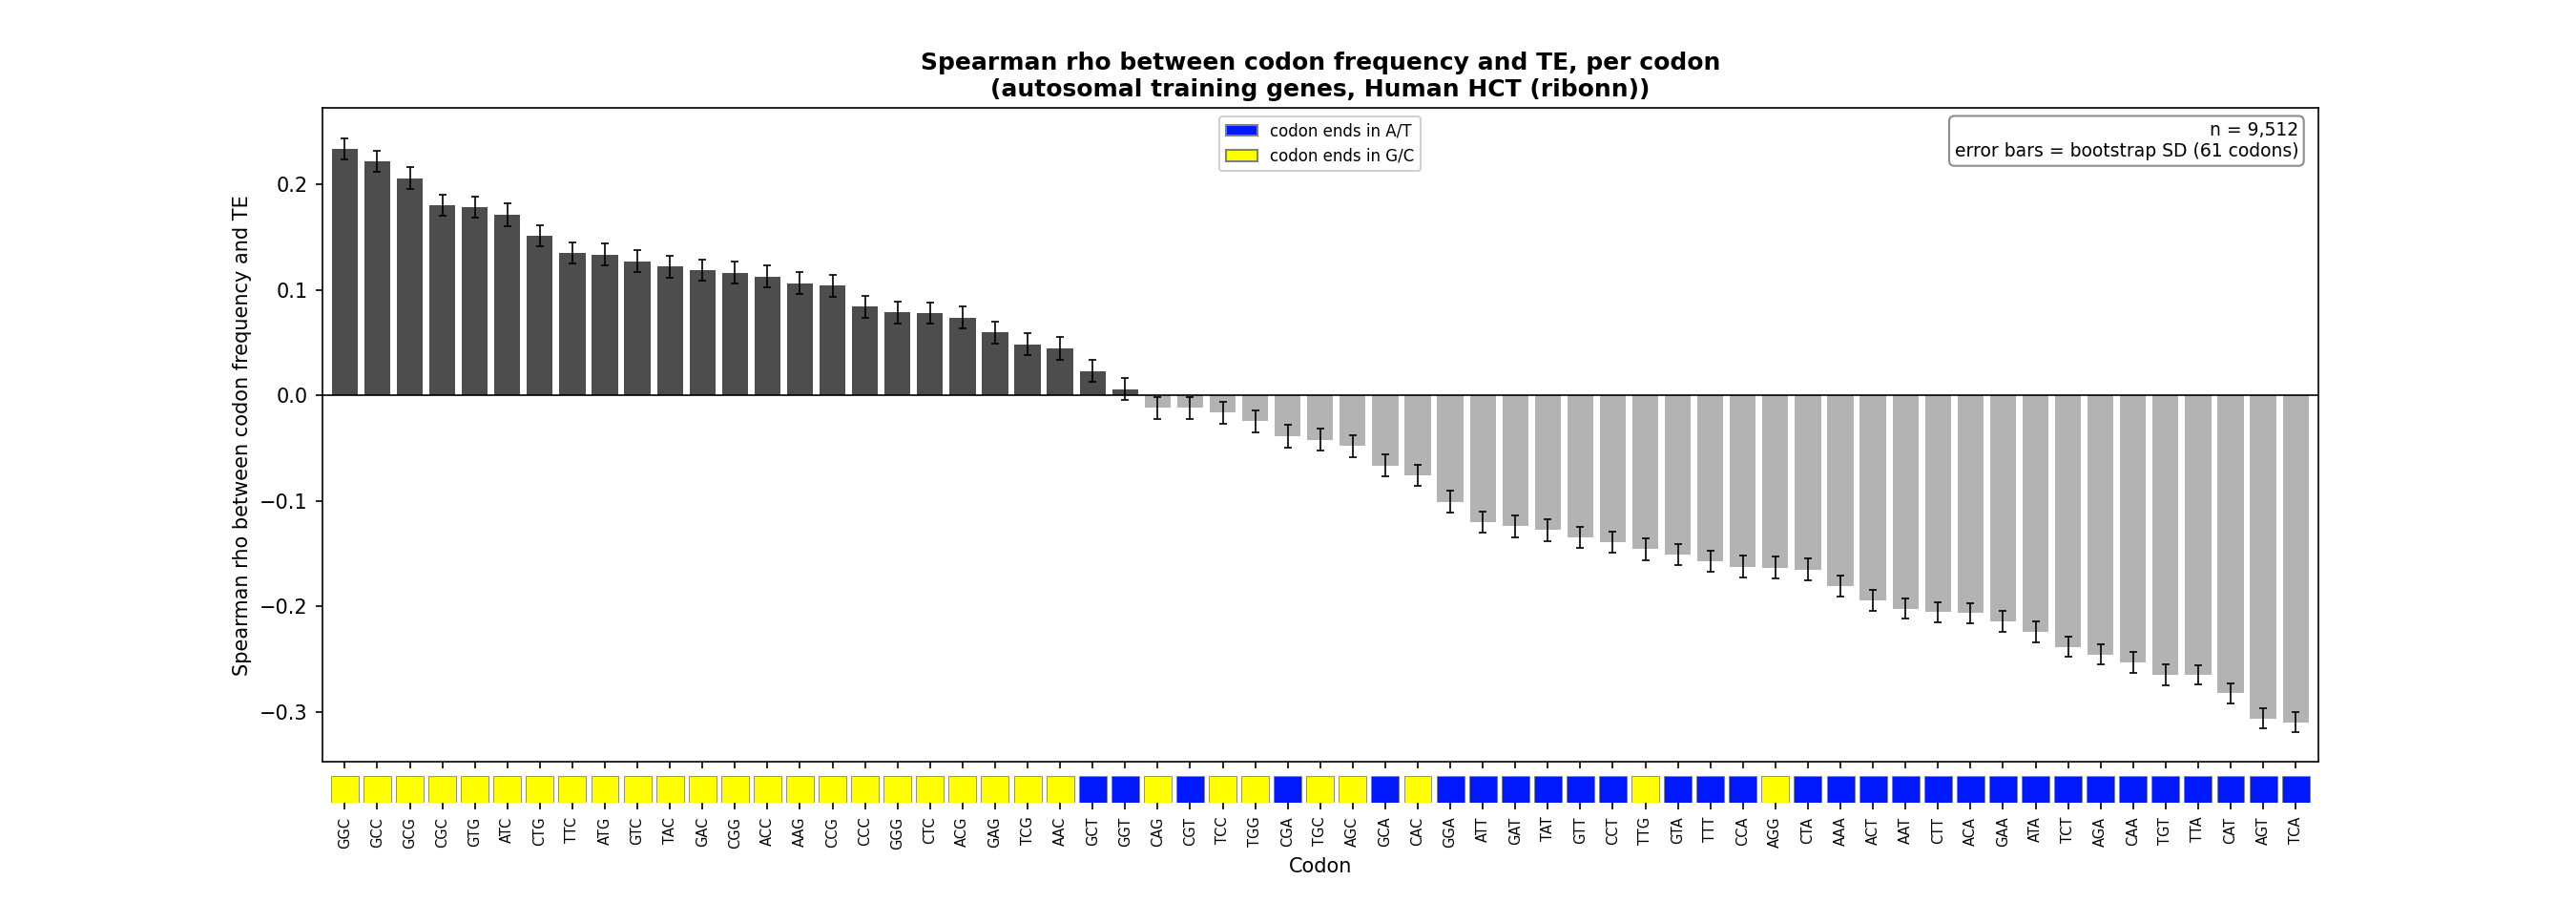 Spearman rho between codon frequency and TE, per codon
(autosomal training genes, Human HCT (ribonn))
codon ends in A/T
codon ends in G/C
n = 9,512
error bars = bootstrap SD (61 codons)
Spearman rho between codon frequency and TE
0.2
0.1
0.0
−0.1
−0.2
−0.3
GGC GCC GCG CGC GTG ATC CTG TTC ATG GTC TAC GAC CGG ACC AAG CCG CCC GGG CTC ACG GAG TCG AAC GCT GGT CAG CGT TCC TGG CGA TGC AGC GCA CAC GGA ATT GAT TAT GTT CCT TTG GTA TTT CCA AGG CTA AAA ACT AAT CTT ACA GAA ATA TCT AGA CAA TGT TTA CAT AGT TCA
Codon